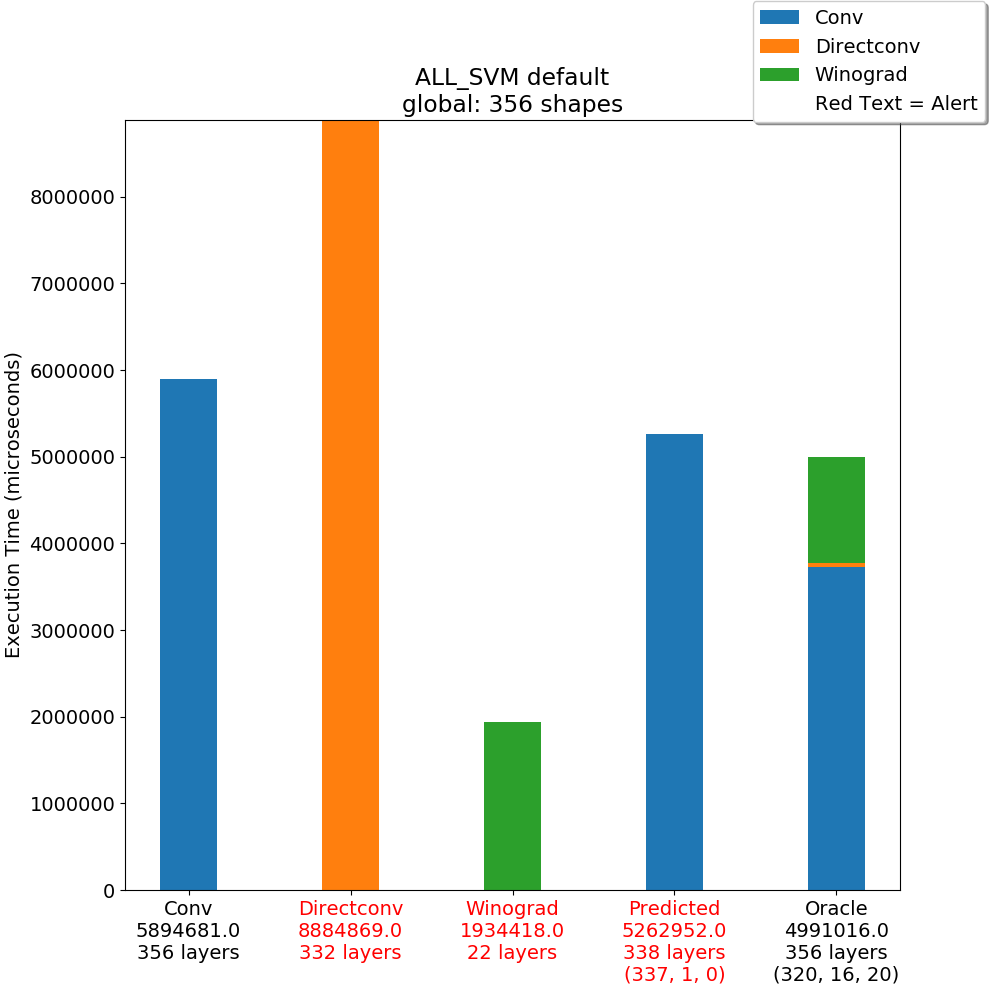 Conv
Directconv
Winograd
Red Text = Alert
ALL_SVM default
global: 356 shapes
Execution Time (microseconds)
8000000
7000000
6000000
5000000
4000000
3000000
2000000
1000000
0
Conv
5894681.0
356 layers
Directconv
8884869.0
332 layers
Winograd
1934418.0
22 layers
Predicted
5262952.0
338 layers
(337, 1, 0)
Oracle
4991016.0
356 layers
(320, 16, 20)